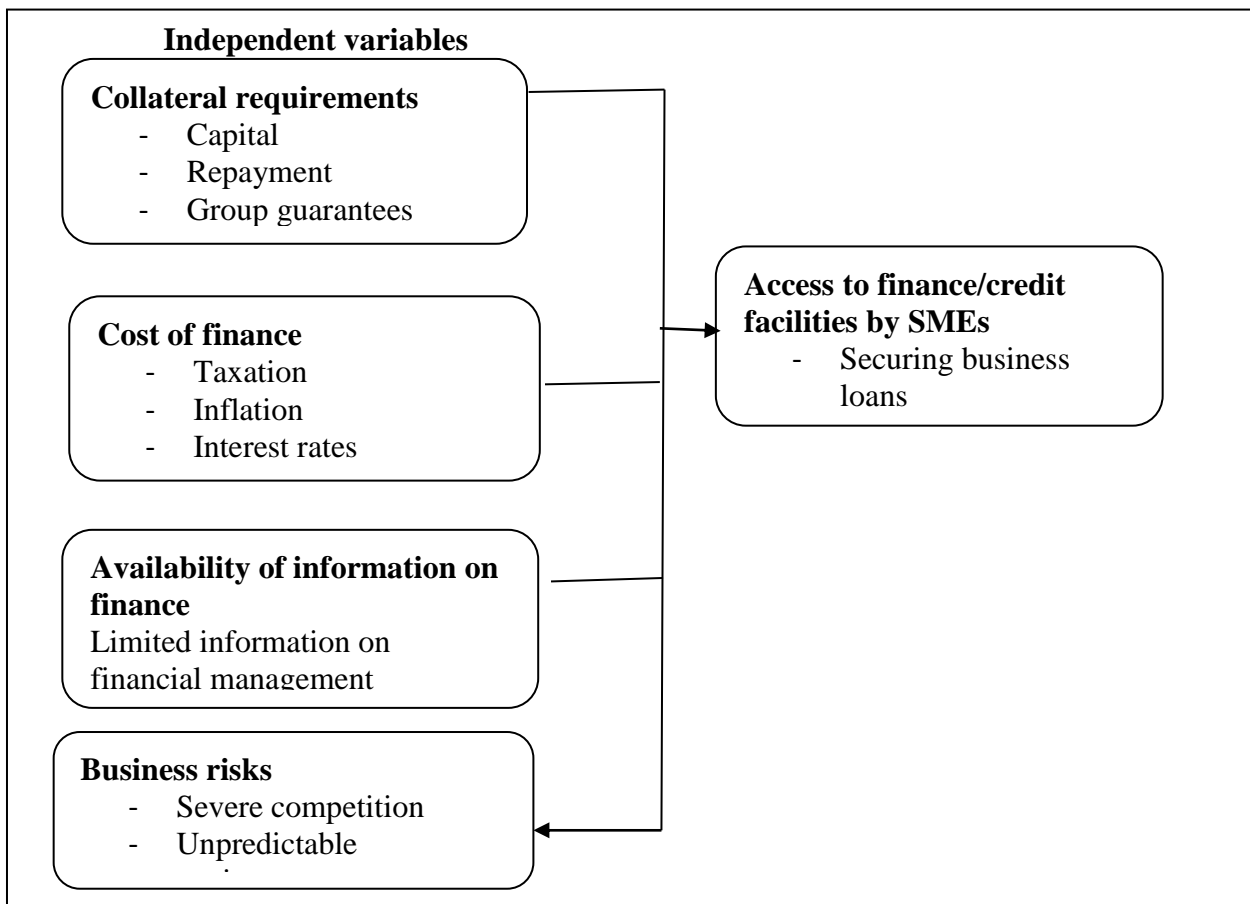 Independent variables
Collateral requirements
- Capital
- Repayment
- Group guarantees
Cost of finance
- Taxation
- Inflation
- Interest rates
Availability of information on
finance
Limited information on
financial management
Business risks
- Severe competition
- Unpredictable
Access to finance/credit
facilities by SMEs
- Securing business
loans